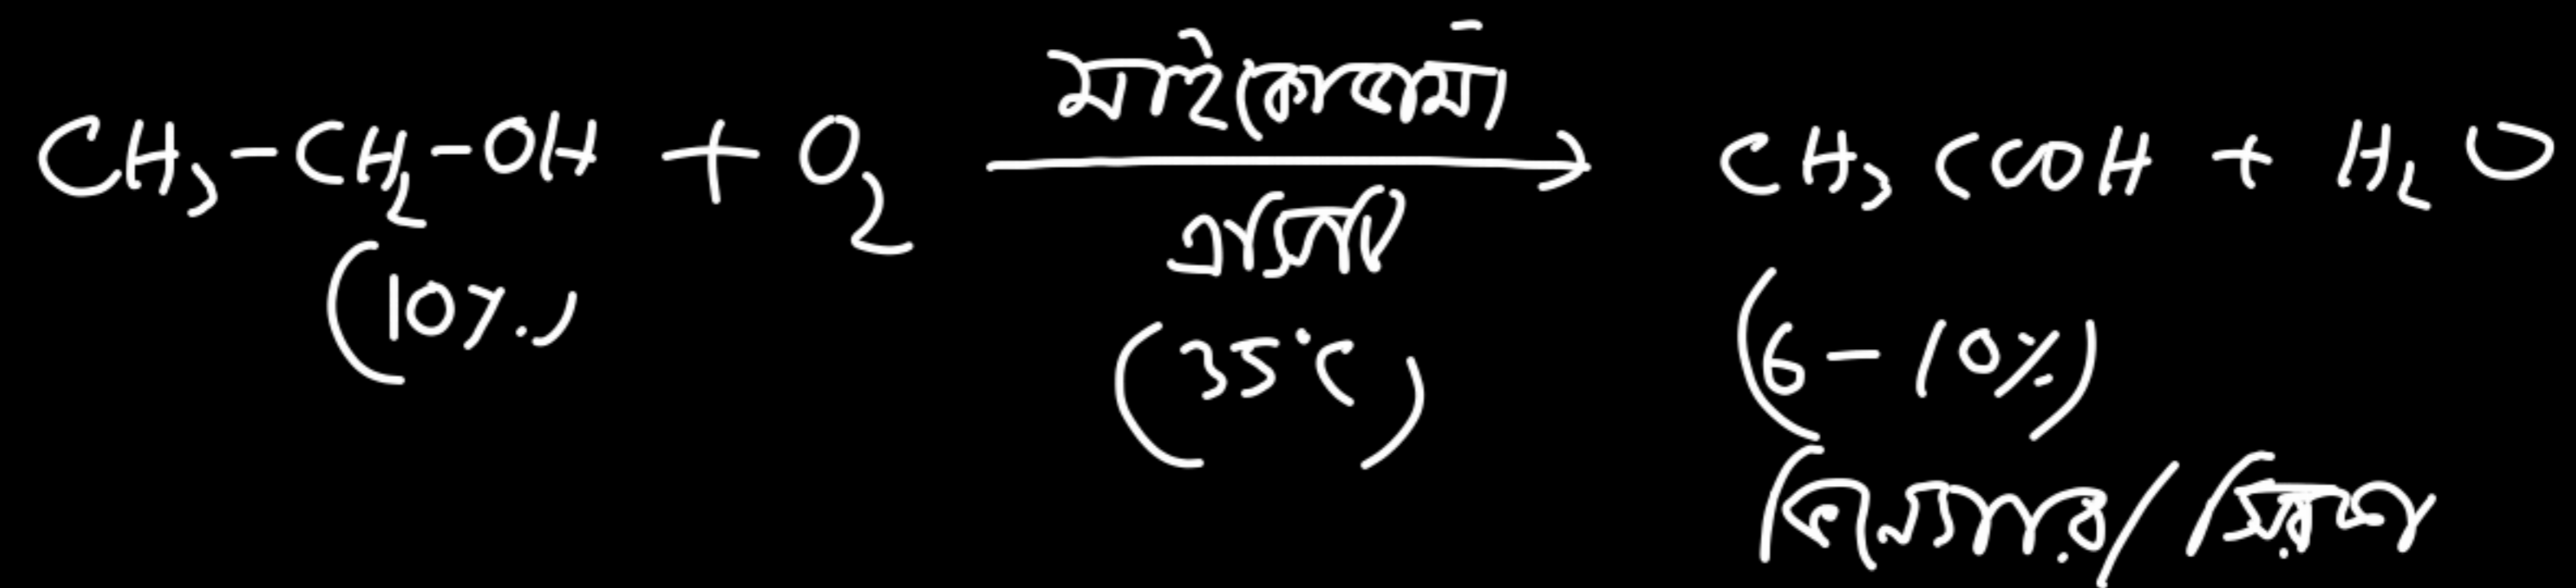 CH₃-CH₂-OH + O₂ মাইকোডার্মা → CH₃COOH + H₂O
এসিটি
(10%) (35°C) (6-10%)
/ সিরকা